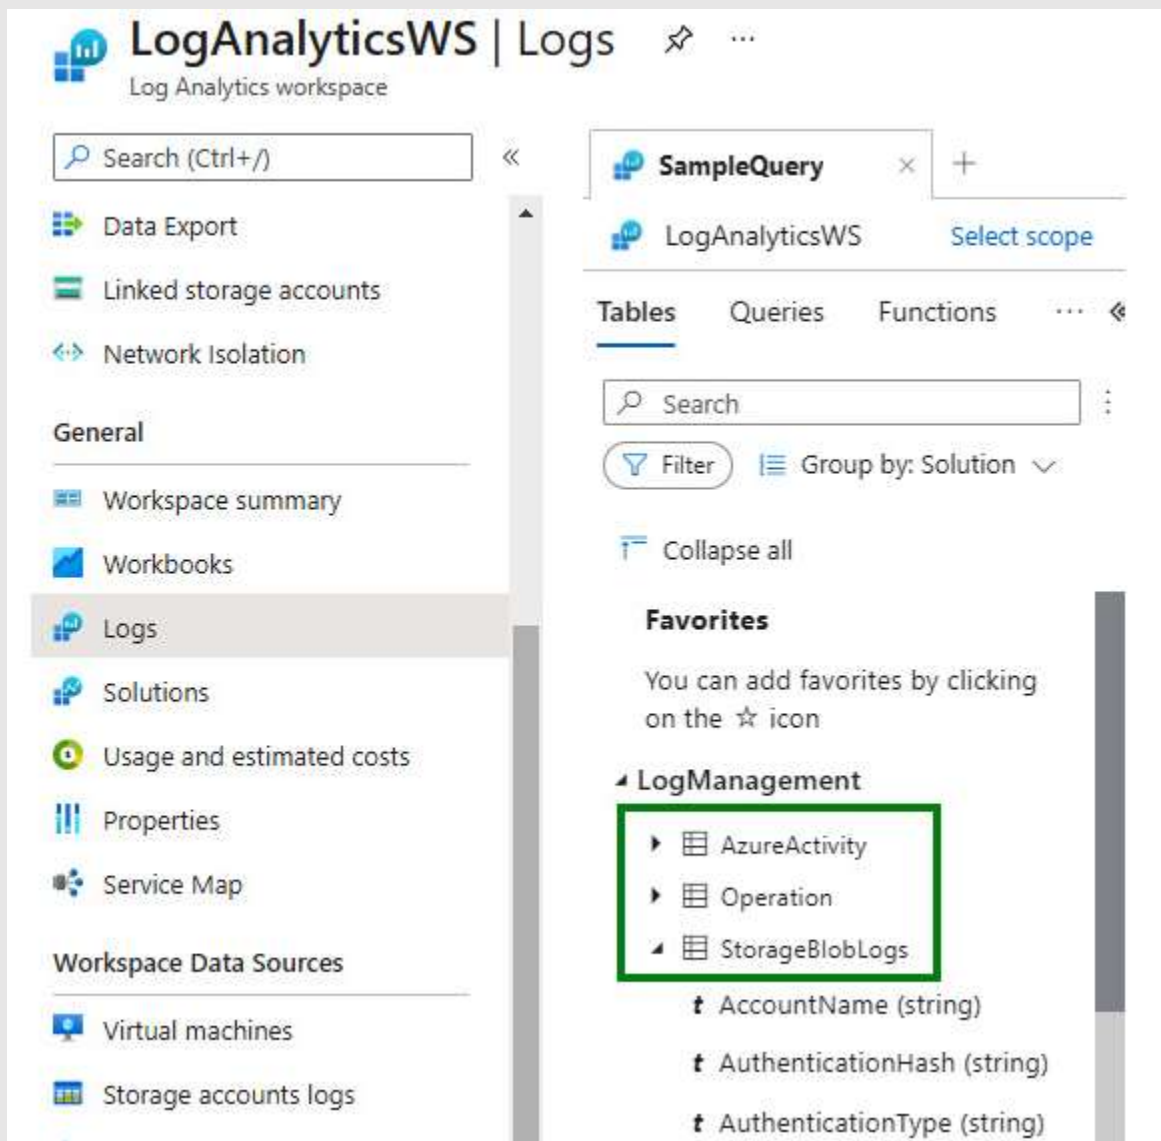 LogAnalyticsWS | Logs
Log Analytics workspace
Search (Ctrl+/)
Data Export
Linked storage accounts
Network Isolation
General
Workspace summary
Workbooks
Logs
Solutions
Usage and estimated costs
Properties
Service Map
Workspace Data Sources
Virtual machines
Storage accounts logs
SampleQuery
LogAnalyticsWS Select scope
Tables Queries Functions
Search
Filter Group by: Solution
Collapse all
Favorites
You can add favorites by clicking
on the ☆ icon
LogManagement
AzureActivity
Operation
StorageBlobLogs
t AccountName (string)
t AuthenticationHash (string)
t AuthenticationType (string)